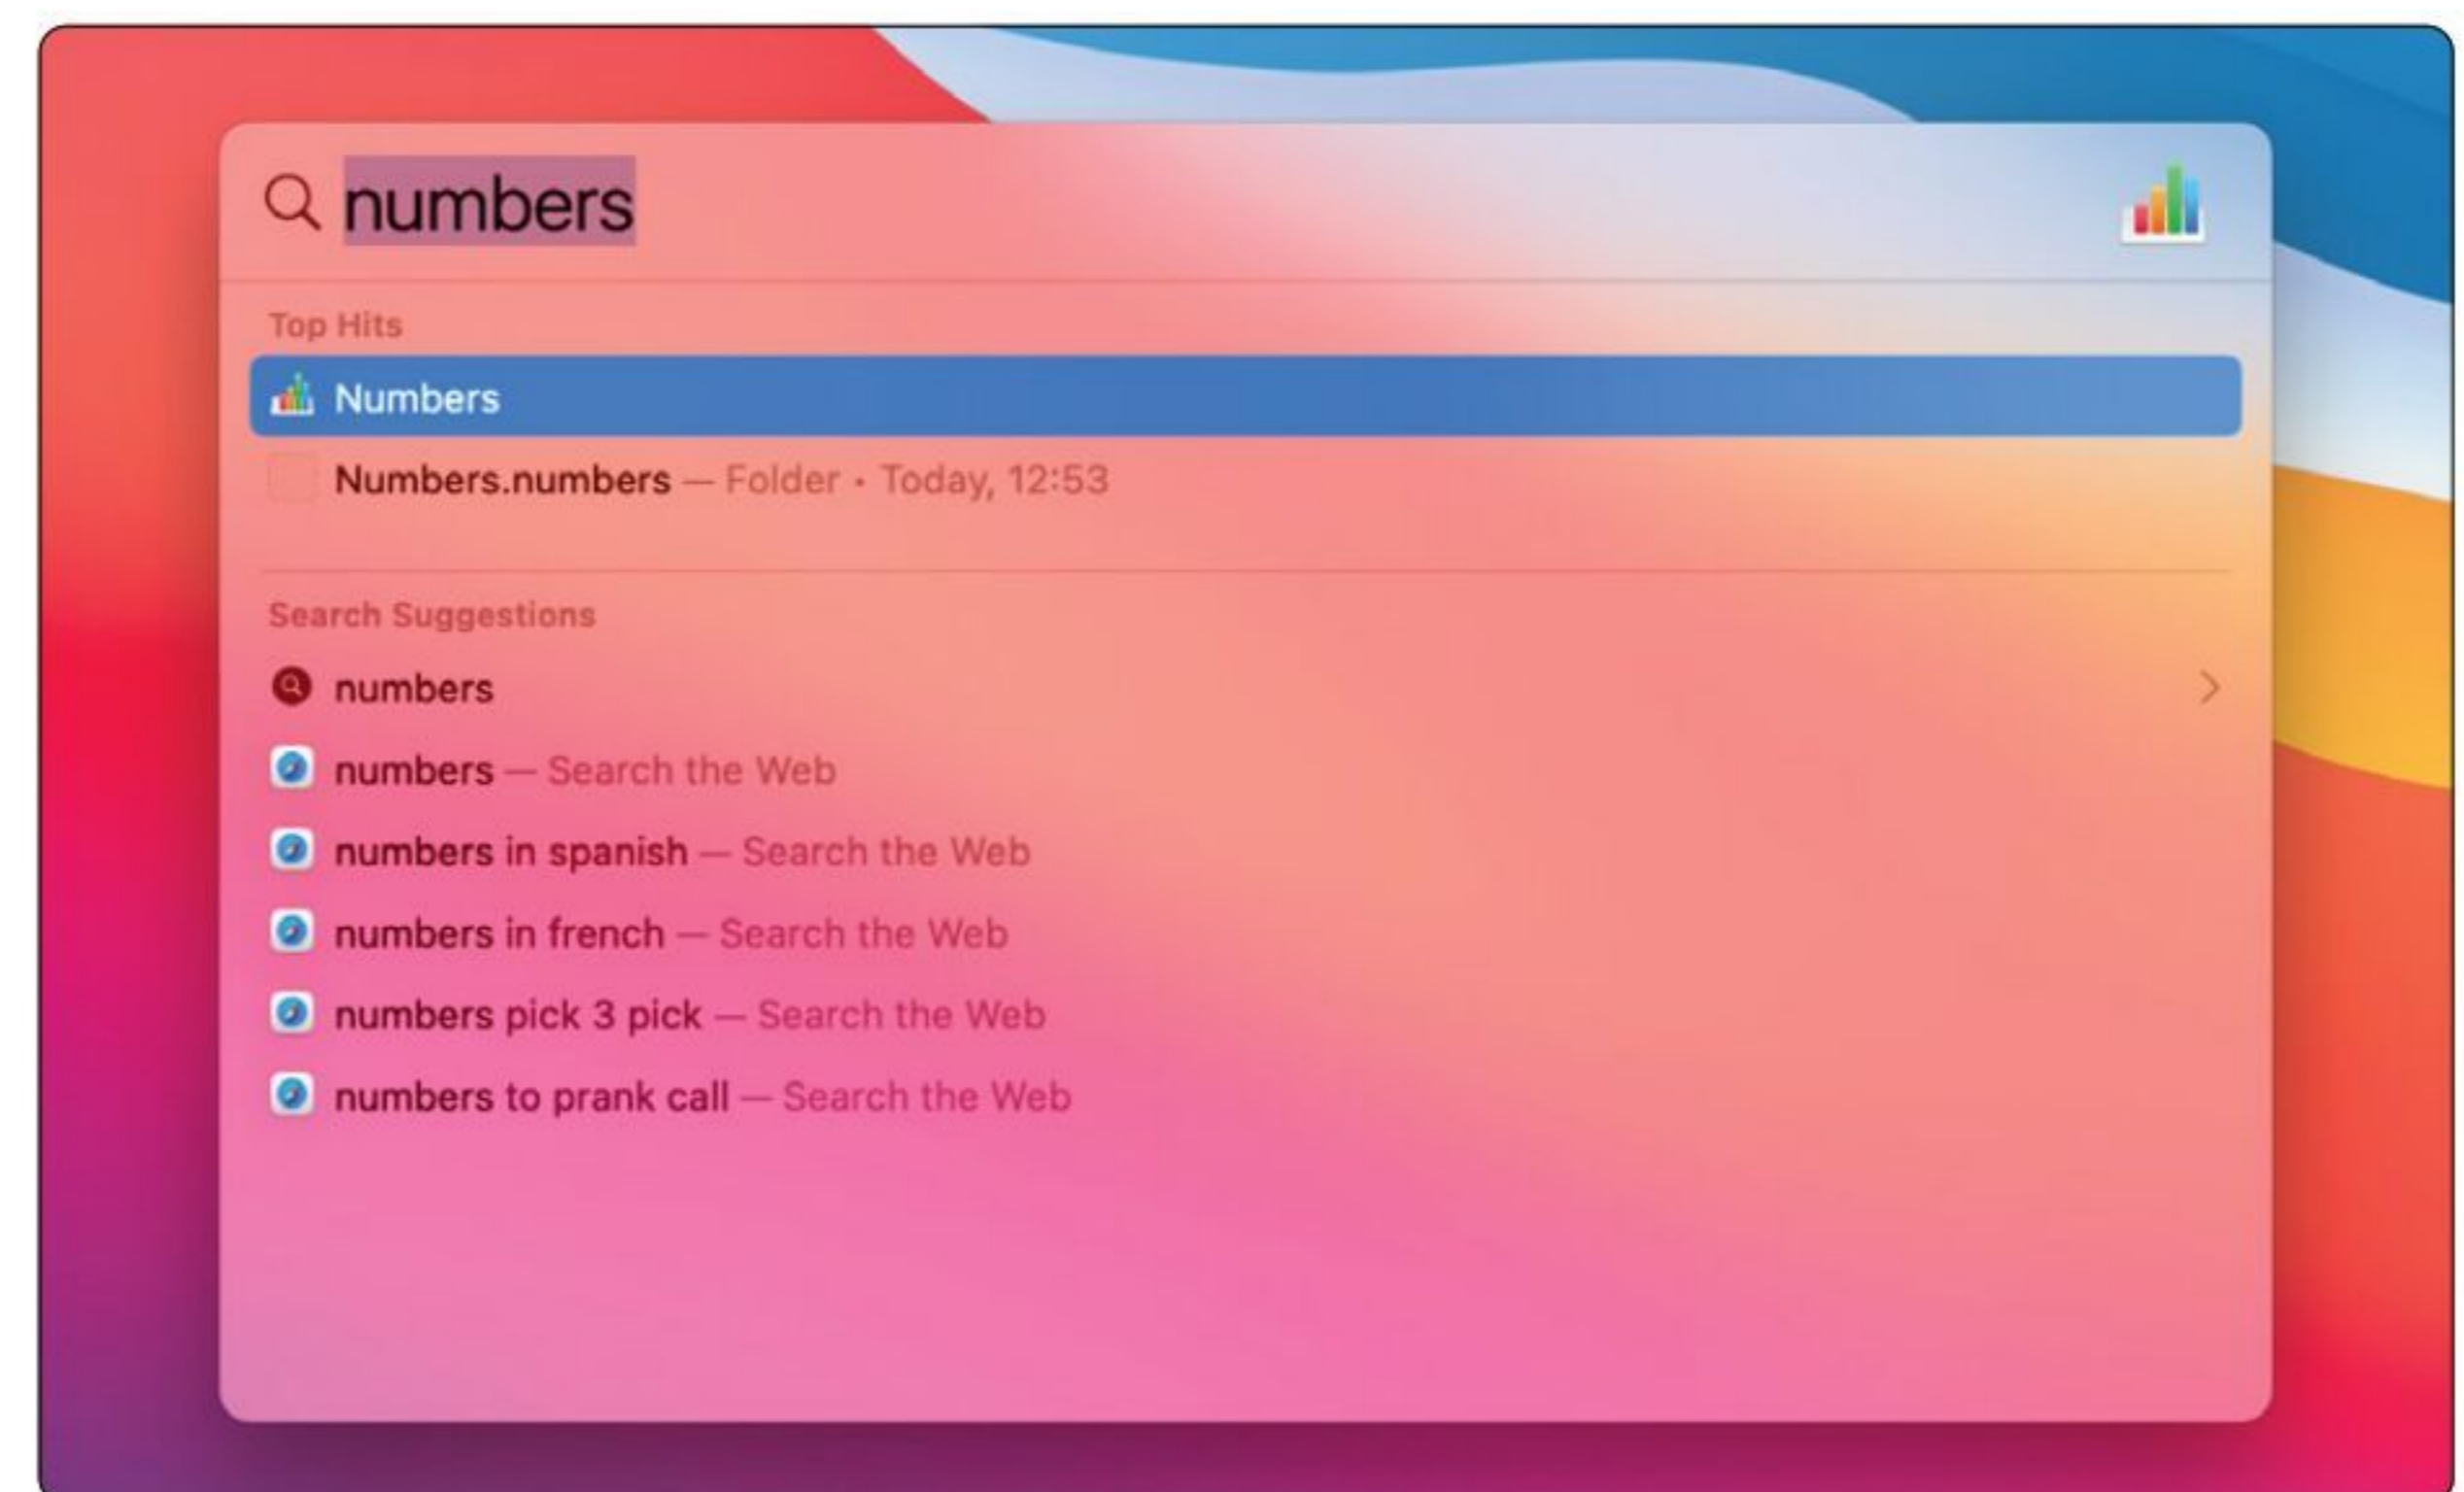 numbers
Top Hits
Numbers
Numbers.numbers — Folder • Today, 12:53
Search Suggestions
numbers
numbers — Search the Web
numbers in spanish — Search the Web
numbers in french — Search the Web
numbers pick 3 pick — Search the Web
numbers to prank call — Search the Web